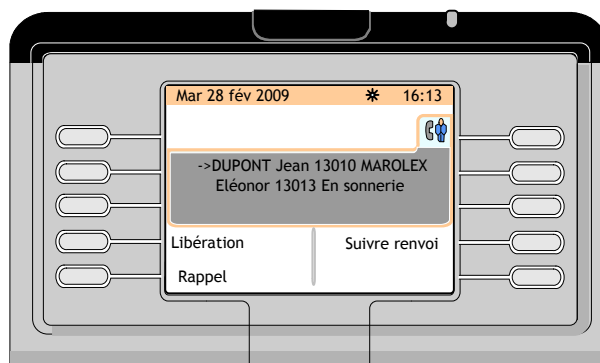 Mar 28 fév 2009 16:13
->DUPONT Jean 13010 MAROLEX
Eléonor 13013 En sonnerie
Libération Suivre renvoi
Rappel